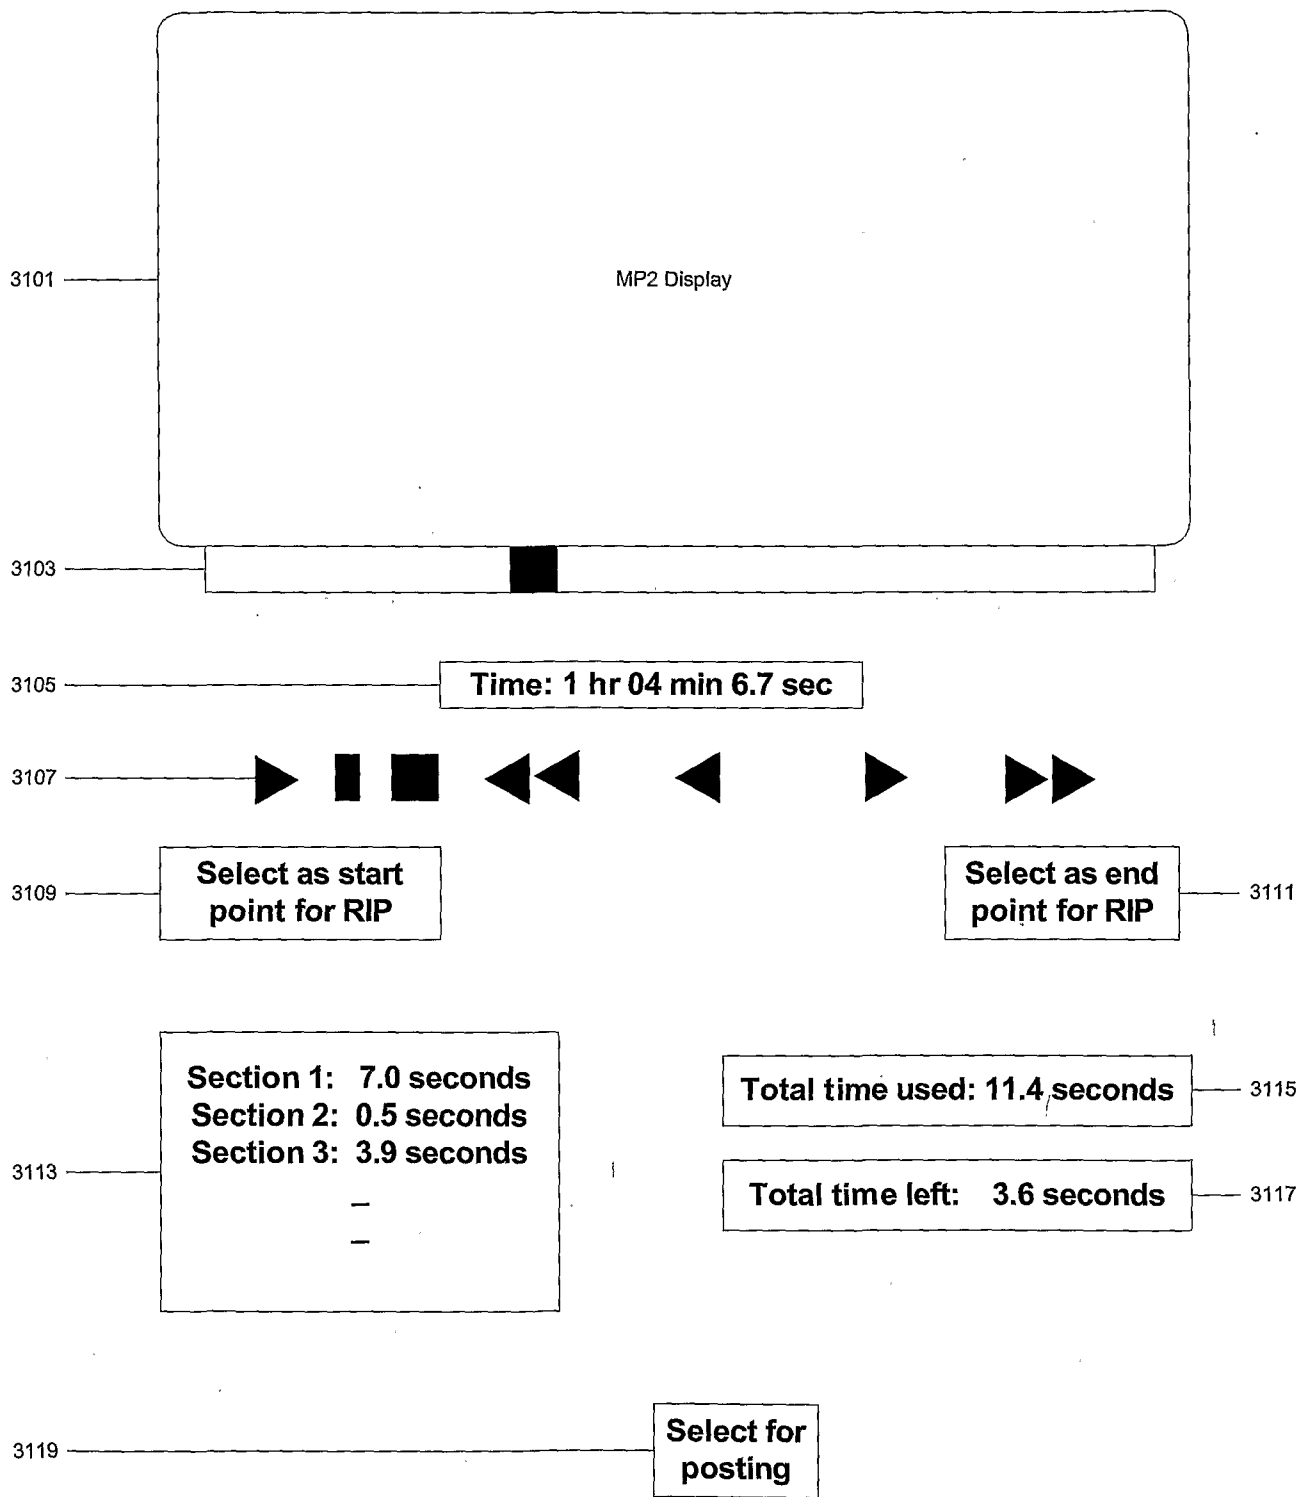 3101
MP2 Display
3103
3105
Time: 1 hr 04 min 6.7 sec
3107
3109
Select as start
point for RIP
Select as end
point for RIP
3111
3113
Section 1: 7.0 seconds
Section 2: 0.5 seconds
Section 3: 3.9 seconds
–
–
Total time used: 11.4 seconds
3115
Total time left: 3.6 seconds
3117
3119
Select for
posting